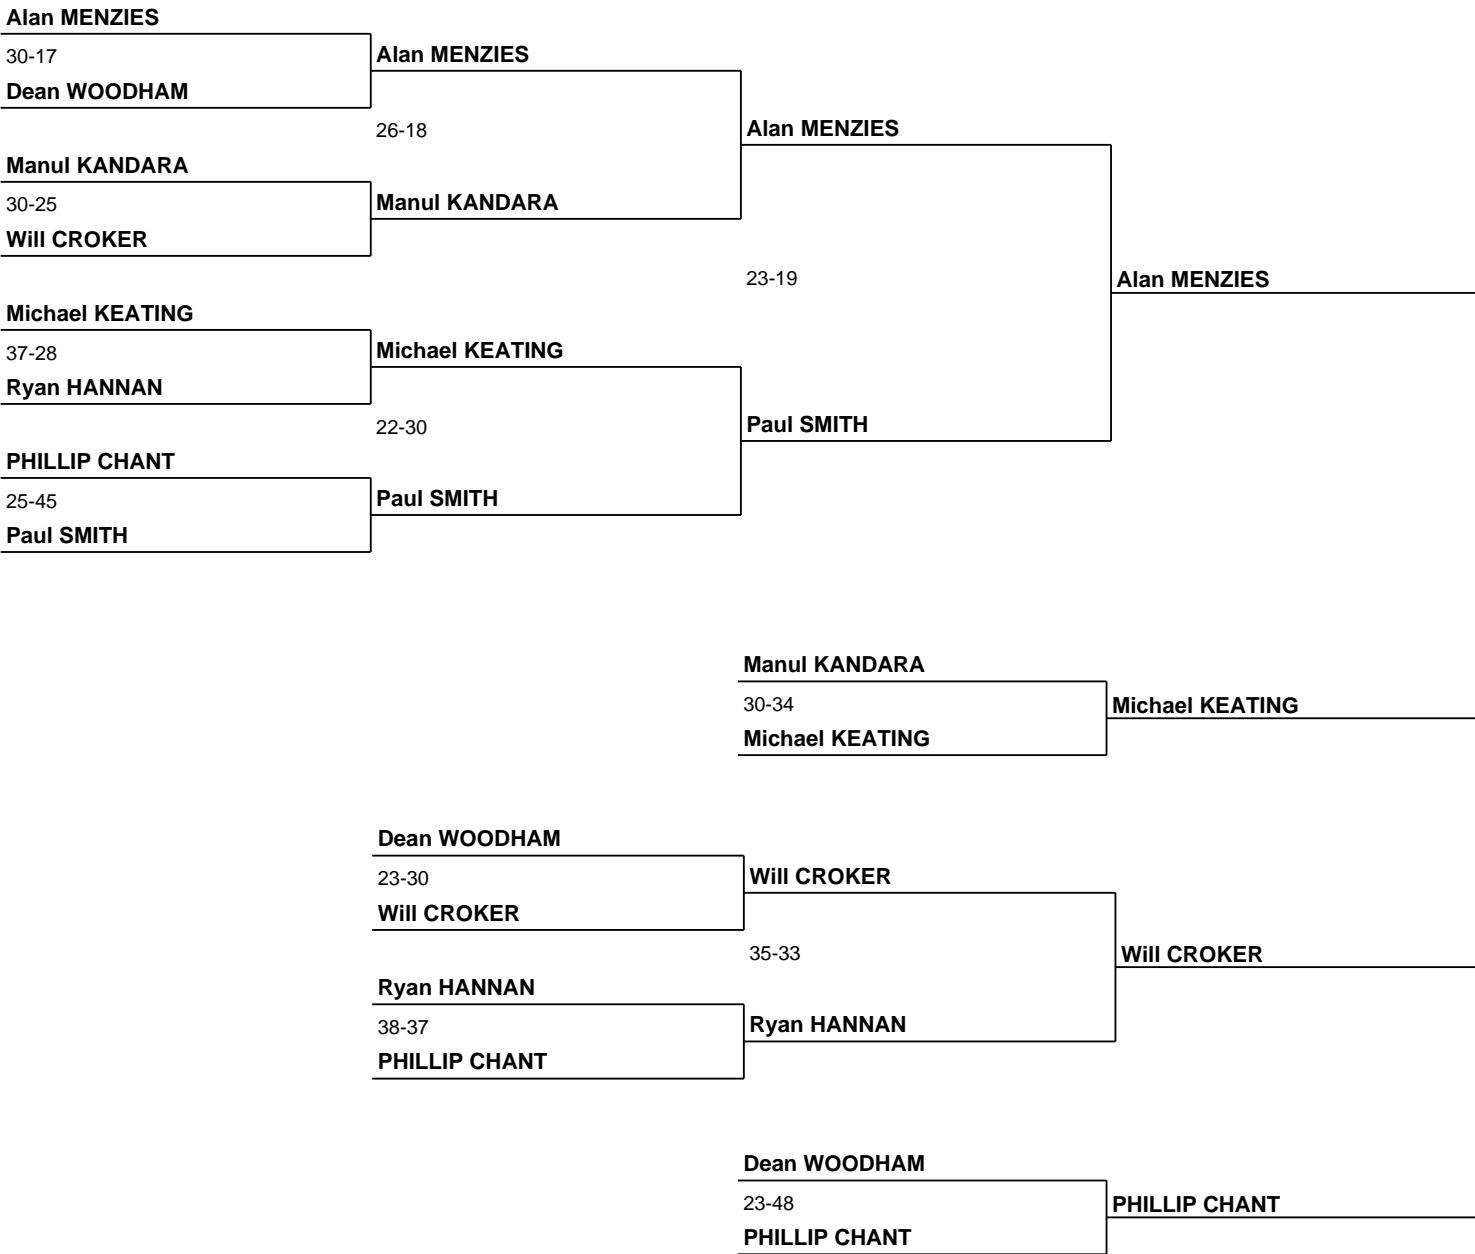 Alan MENZIES
30-17
Alan MENZIES
Dean WOODHAM
26-18
Alan MENZIES
Manul KANDARA
30-25
Manul KANDARA
Will CROKER
23-19
Alan MENZIES
Michael KEATING
37-28
Michael KEATING
Ryan HANNAN
22-30
Paul SMITH
PHILLIP CHANT
25-45
Paul SMITH
Paul SMITH
Manul KANDARA
30-34
Michael KEATING
Michael KEATING
Dean WOODHAM
23-30
Will CROKER
Will CROKER
35-33
Will CROKER
Ryan HANNAN
38-37
Ryan HANNAN
PHILLIP CHANT
Dean WOODHAM
23-48
PHILLIP CHANT
PHILLIP CHANT